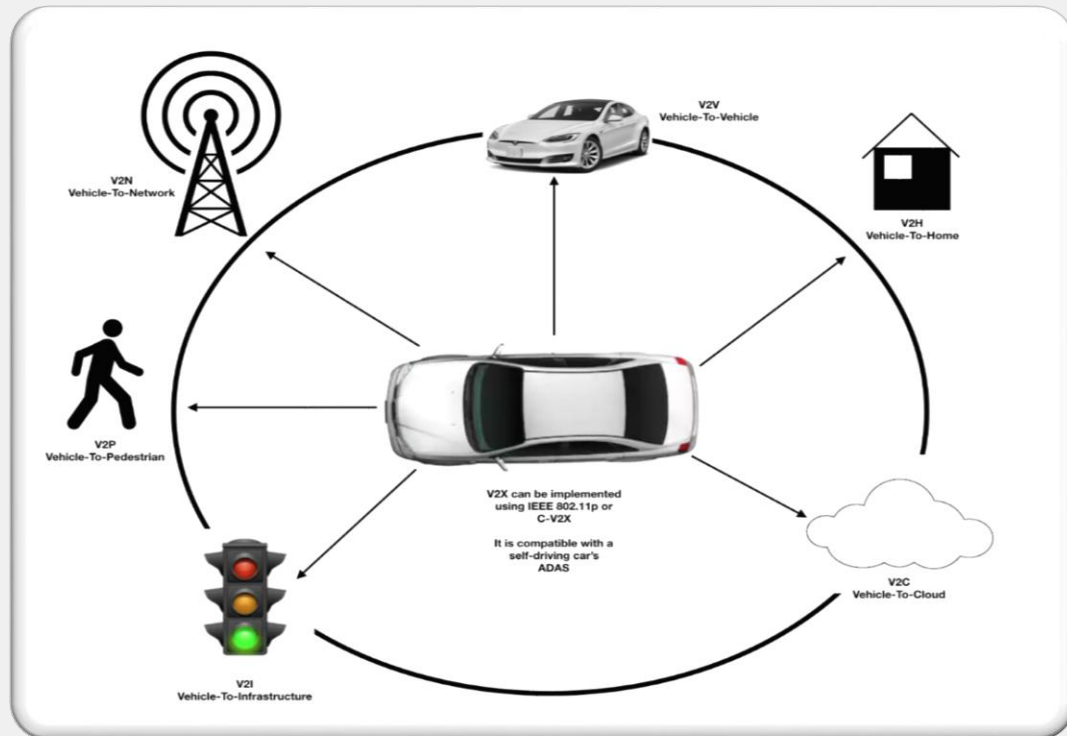 V2V
Vehicle-To-Vehicle
V2N
Vehicle-To-Network
V2H
Vehicle-To-Home
V2P
Vehicle-To-Pedestrian
V2X can be implemented
using IEEE 802.11p or
C-V2X
It is compatible with a
self-driving car's
ADAS
V2C
Vehicle-To-Cloud
V2I
Vehicle-To-Infrastructure